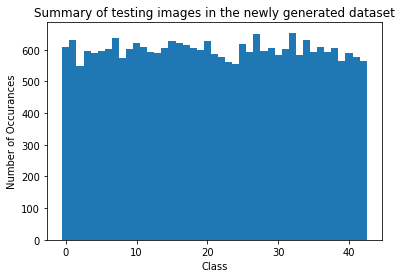 Summary of testing images in the newly generated dataset
Number of Occurances
600
500
400
300
200
100
0
0 10 20 30 40
Class